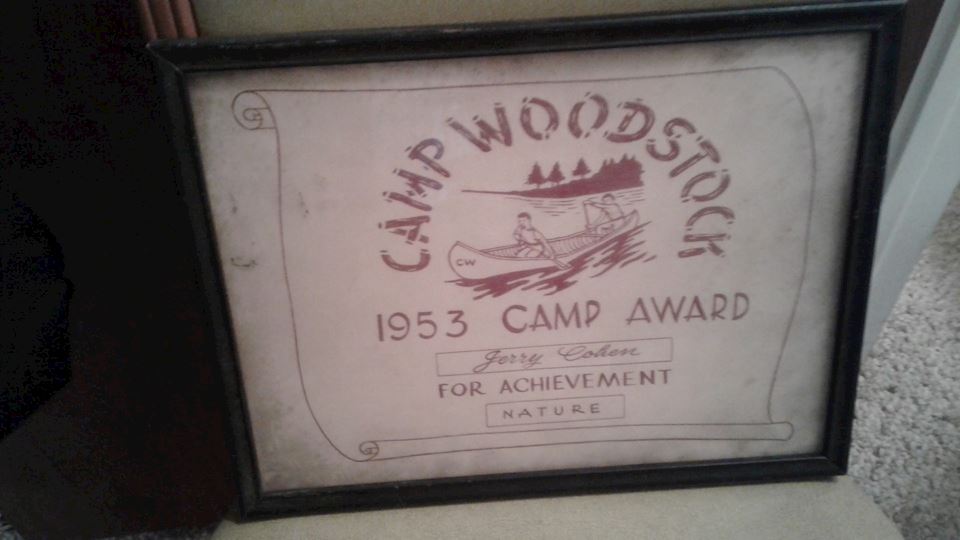 CAMP WOODSTOCK
CW
1953 CAMP AWARD
Jerry Cohen
FOR ACHIEVEMENT
NATURE